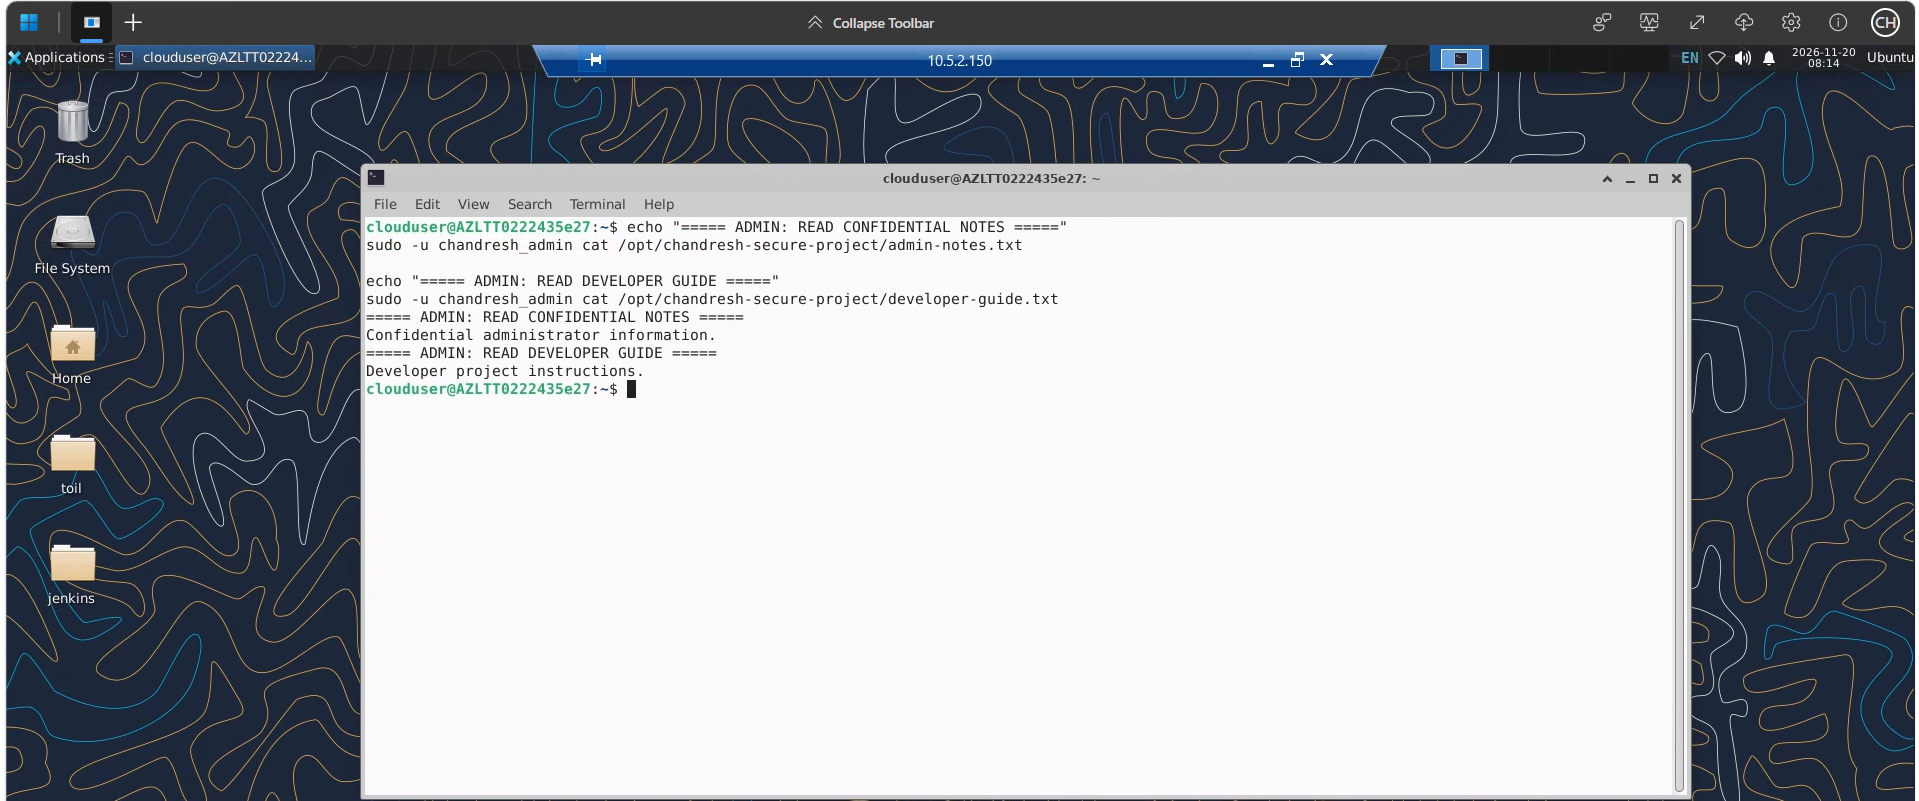 Collapse Toolbar
CH
Applications
clouduser@AZLTT02224...
10.5.2.150
EN
2026-11-20
08:14
Ubuntu
Trash
File System
Home
toil
jenkins
clouduser@AZLTT0222435e27: ~
File Edit View Search Terminal Help
clouduser@AZLTT0222435e27:~$ echo "===== ADMIN: READ CONFIDENTIAL NOTES ====="
sudo -u chandresh_admin cat /opt/chandresh-secure-project/admin-notes.txt
echo "===== ADMIN: READ DEVELOPER GUIDE ====="
sudo -u chandresh_admin cat /opt/chandresh-secure-project/developer-guide.txt
===== ADMIN: READ CONFIDENTIAL NOTES =====
Confidential administrator information.
===== ADMIN: READ DEVELOPER GUIDE =====
Developer project instructions.
clouduser@AZLTT0222435e27:~$